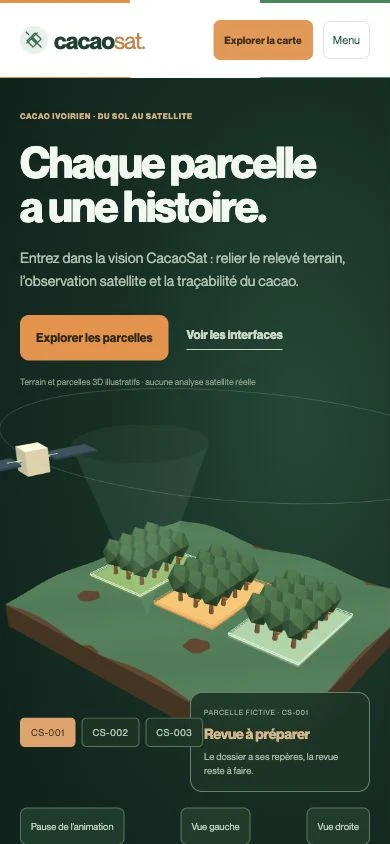 cacaosat.
Explorer la carte
Menu
CACAO IVOIRIEN · DU SOL AU SATELLITE
Chaque parcelle
a une histoire.
Entrez dans la vision CacaoSat : relier le relevé terrain,
l'observation satellite et la traçabilité du cacao.
Explorer les parcelles
Voir les interfaces
Terrain et parcelles 3D illustratifs · aucune analyse satellite réelle
CS-001
CS-002
CS-003
PARCELLE FICTIVE · CS-001
Revue à préparer
Le dossier a ses repères, la revue
reste à faire.
Pause de l'animation
Vue gauche
Vue droite